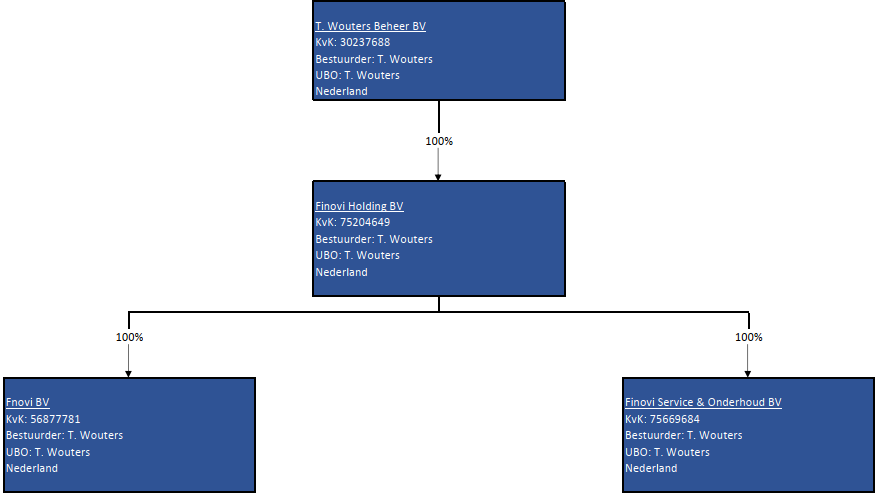 T. Wouters Beheer BV
KvK: 30237688
Bestuurder: T. Wouters
UBO: T. Wouters
Nederland
100%
Finovi Holding BV
KvK: 75204649
Bestuurder: T. Wouters
UBO: T. Wouters
Nederland
100%
100%
Fnovi BV
KvK: 56877781
Bestuurder: T. Wouters
UBO: T. Wouters
Nederland
Finovi Service & Onderhoud BV
KvK: 75669684
Bestuurder: T. Wouters
UBO: T. Wouters
Nederland